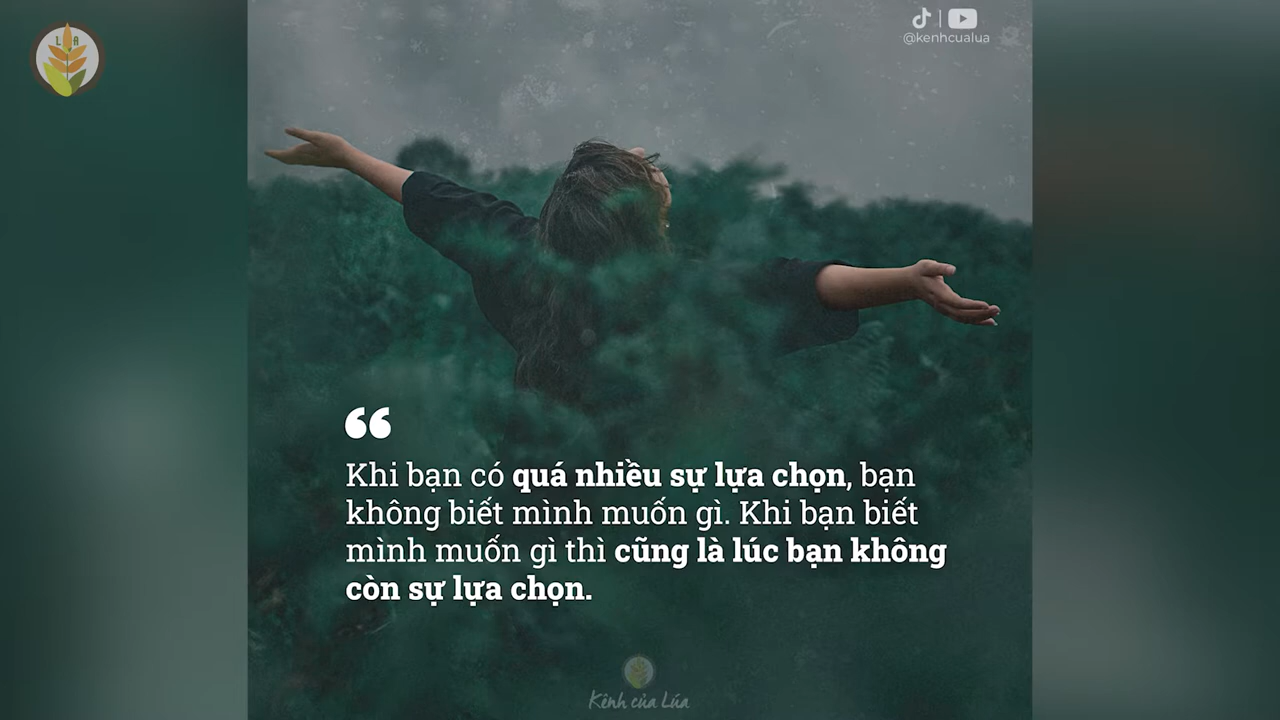 L A
@kenhcualua
Khi bạn có quá nhiều sự lựa chọn, bạn
không biết mình muốn gì. Khi bạn biết
mình muốn gì thì cũng là lúc bạn không
còn sự lựa chọn.
Kênh của Lúa